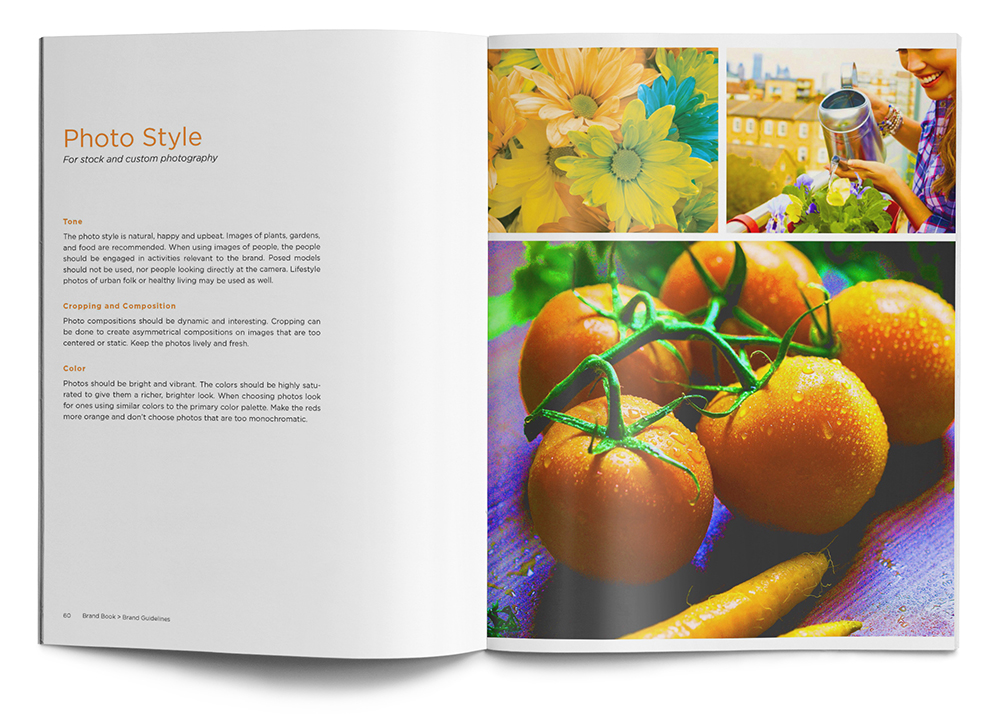 Photo Style
For stock and custom photography
Tone
The photo style is natural, happy and upbeat. Images of plants, gardens,
and food are recommended. When using images of people, the people
should be engaged in activities relevant to the brand. Posed models
should not be used, nor people looking directly at the camera. Lifestyle
photos of urban folk or healthy living may be used as well.
Cropping and Composition
Photo compositions should be dynamic and interesting. Cropping can
be done to create asymmetrical compositions on images that are too
centered or static. Keep the photos lively and fresh.
Color
Photos should be bright and vibrant. The colors should be highly satu-
rated to give them a richer, brighter look. When choosing photos look
for ones using similar colors to the primary color palette. Make the reds
more orange and don't choose photos that are too monochromatic.
60 Brand Book > Brand Guidelines